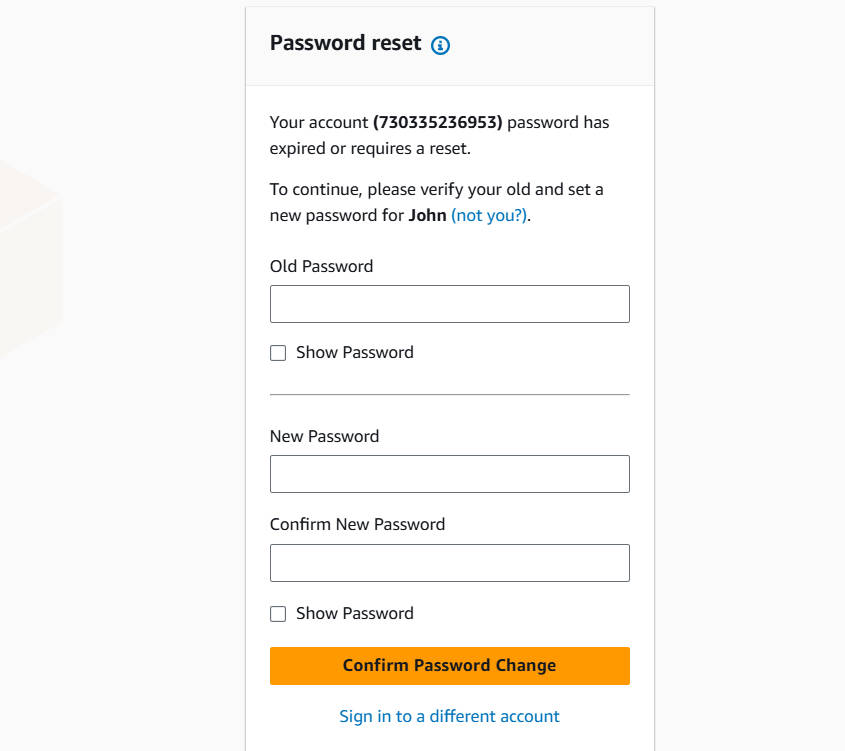 Password reset
Your account (730335236953) password has
expired or requires a reset.
To continue, please verify your old and set a
new password for John (not you?).
Old Password
Show Password
New Password
Confirm New Password
Show Password
Confirm Password Change
Sign in to a different account